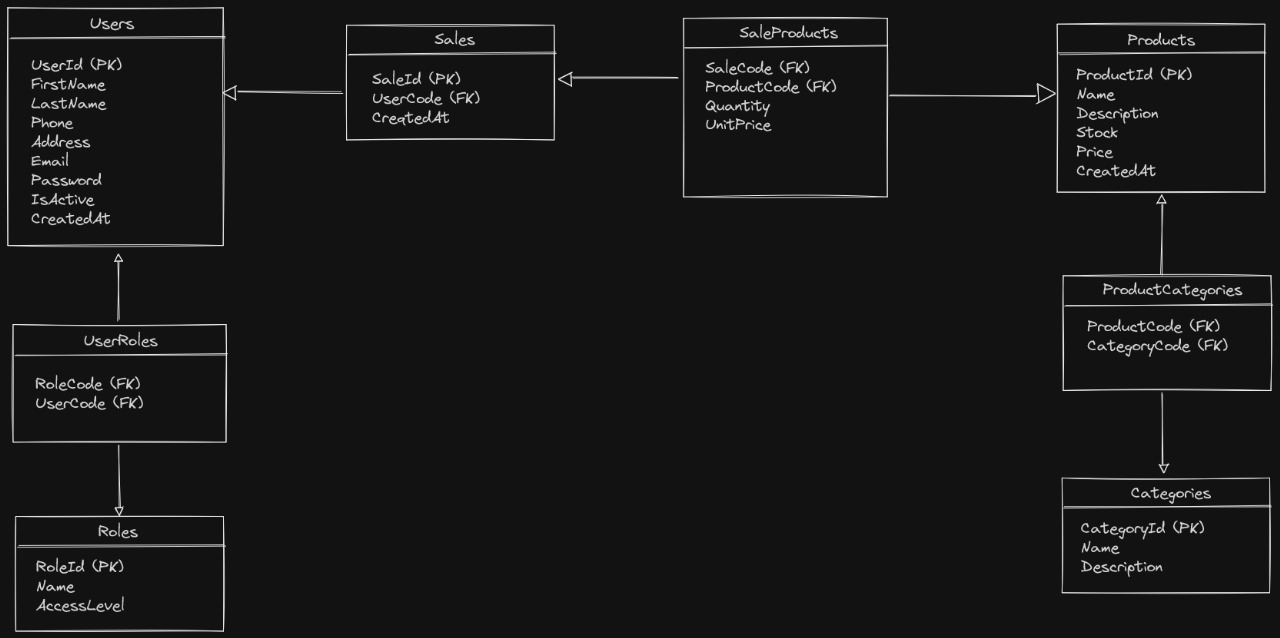 Users
UserId (PK)
FirstName
LastName
Phone
Address
Email
Password
IsActive
CreatedAt
Sales
SaleId (PK)
UserCode (FK)
CreatedAt
SaleProducts
SaleCode (FK)
ProductCode (FK)
Quantity
UnitPrice
Products
ProductId (PK)
Name
Description
Stock
Price
CreatedAt
UserRoles
RoleCode (FK)
UserCode (FK)
ProductCategories
ProductCode (FK)
CategoryCode (FK)
Roles
RoleId (PK)
Name
AccessLevel
Categories
CategoryId (PK)
Name
Description